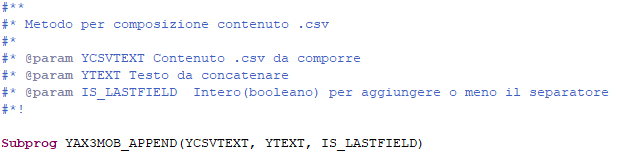 #**
#* Metodo per composizione contenuto .csv
#*
#* @param YCSVTEXT Contenuto .csv da comporre
#* @param YTEXT Testo da concatenare
#* @param IS_LASTFIELD  Intero(booleano) per aggiungere o meno il separatore
#*!
Subprog YAX3MOB_APPEND(YCSVTEXT, YTEXT, IS_LASTFIELD)